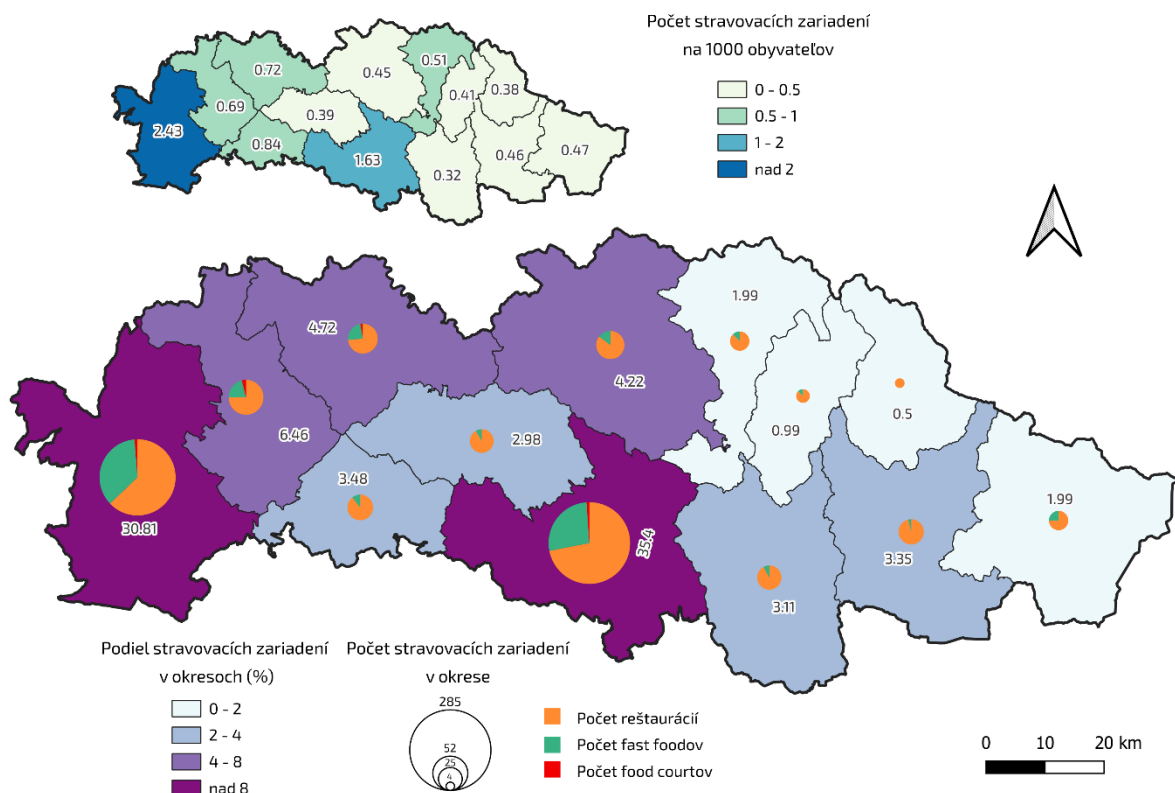 Počet stravovacích zariadení
na 1000 obyvateľov
0 - 0.5
0.5 - 1
1 - 2
nad 2
0.72
0.45
0.51
0.41
0.38
0.69
0.39
2.43
0.84
1.63
0.46
0.47
0.32
1.99
4.72
4.22
0.5
0.99
6.46
2.98
3.48
1.99
30.81
35.4
3.35
3.11
Podiel stravovacích zariadení
v okresoch (%)
0 - 2
2 - 4
4 - 8
nad 8
Počet stravovacích zariadení
v okrese
285
52
25
4
Počet reštaurácií
Počet fast foodov
Počet food courtov
0 10 20 km